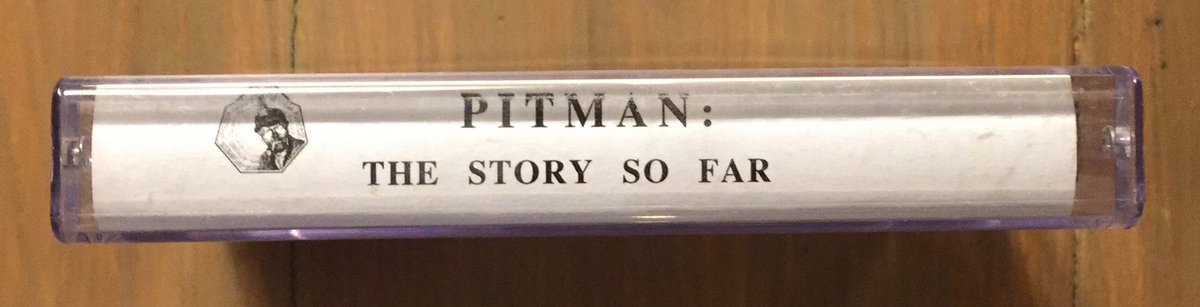 PITMAN:
THE STORY SO FAR